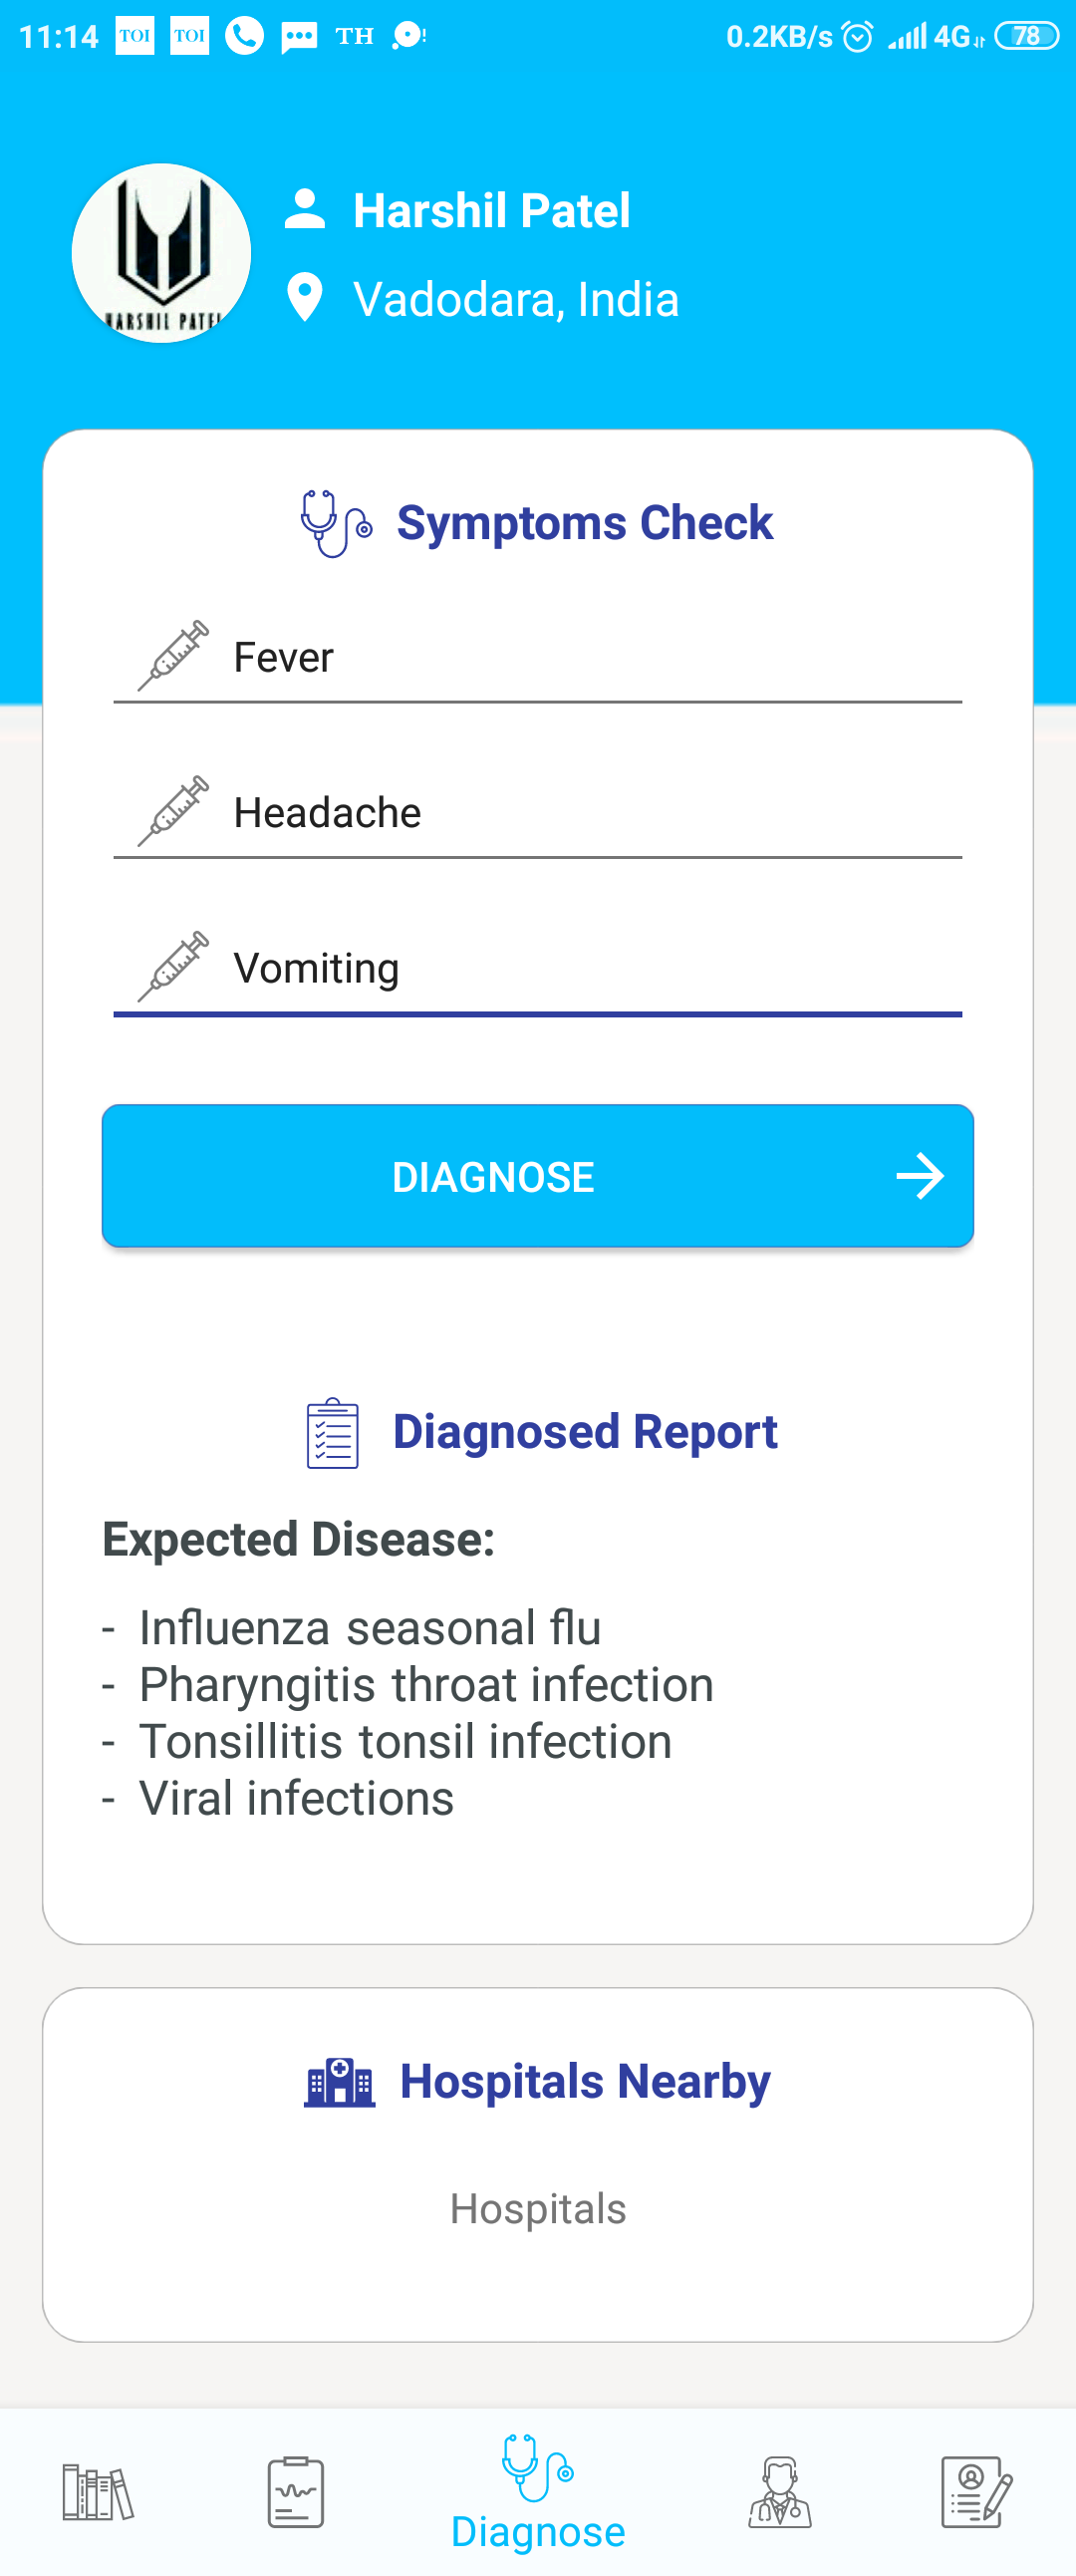 11:14 TOI TOI TH 0.2KB/s 4G 78
HARSHIL PATEL
Harshil Patel
Vadodara, India
Symptoms Check
Fever
Headache
Vomiting
DIAGNOSE
Diagnosed Report
Expected Disease:
- Influenza seasonal flu
- Pharyngitis throat infection
- Tonsillitis tonsil infection
- Viral infections
Hospitals Nearby
Hospitals
Diagnose